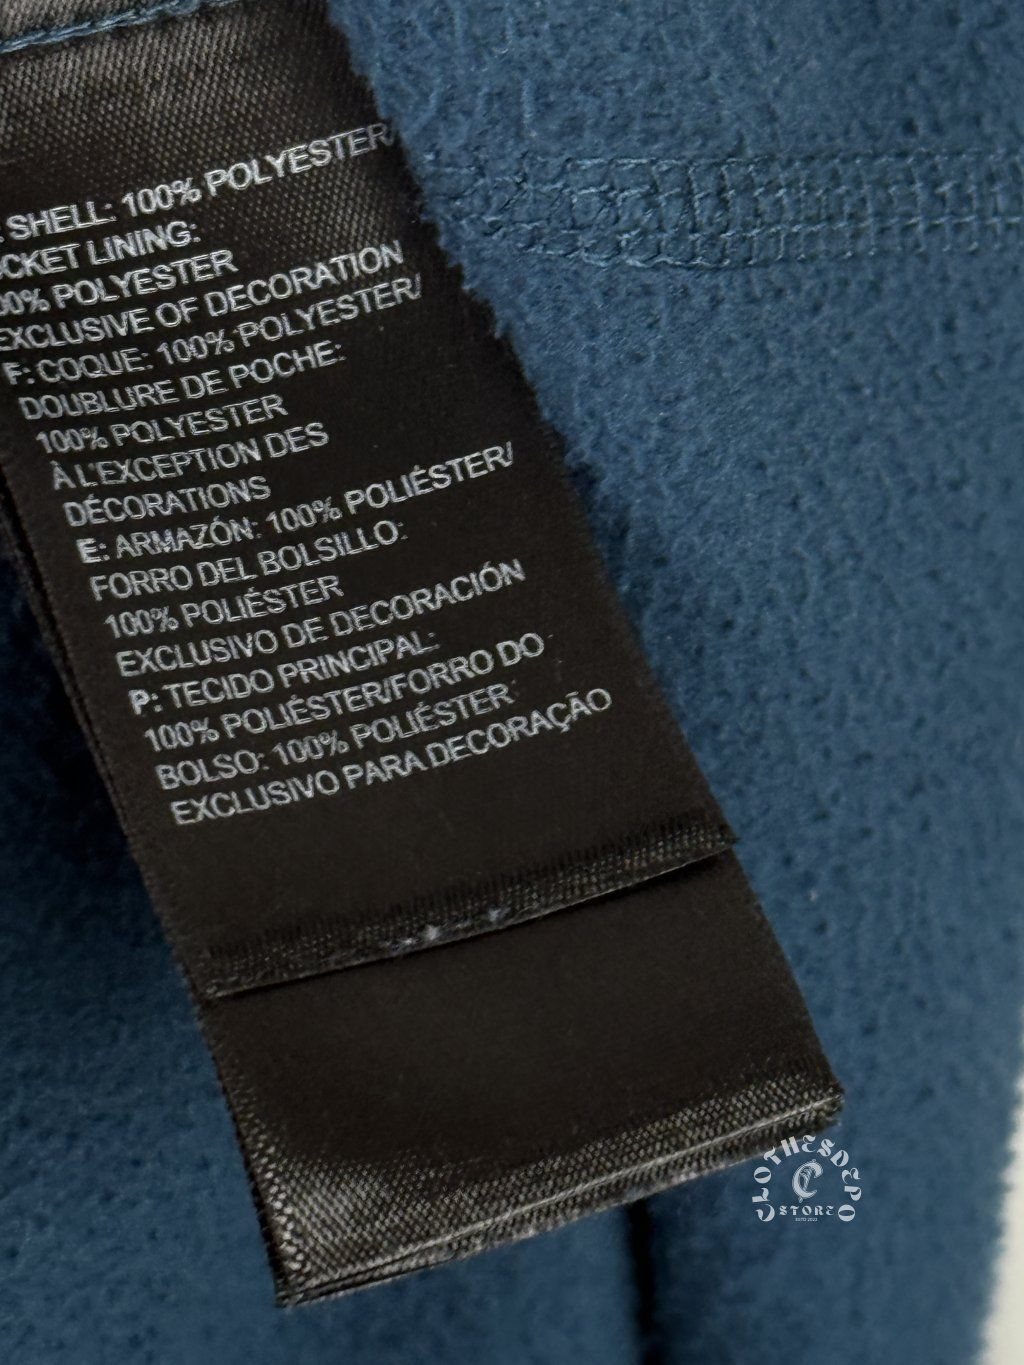 SHELL: 100% POLYESTER/
CKET LINING:
00% POLYESTER
EXCLUSIVE OF DECORATION
F: COQUE: 100% POLYESTER/
DOUBLURE DE POCHE:
100% POLYESTER
À L'EXCEPTION DES
DÉCORATIONS
E: ARMAZÓN: 100% POLIÉSTER/
FORRO DEL BOLSILLO:
100% POLIÉSTER
EXCLUSIVO DE DECORACIÓN
P: TECIDO PRINCIPAL:
100% POLIÉSTER/FORRO DO
BOLSO: 100% POLIÉSTER
EXCLUSIVO PARA DECORAÇÃO
CLOTHESDEPO
STORE
ESTD 2022